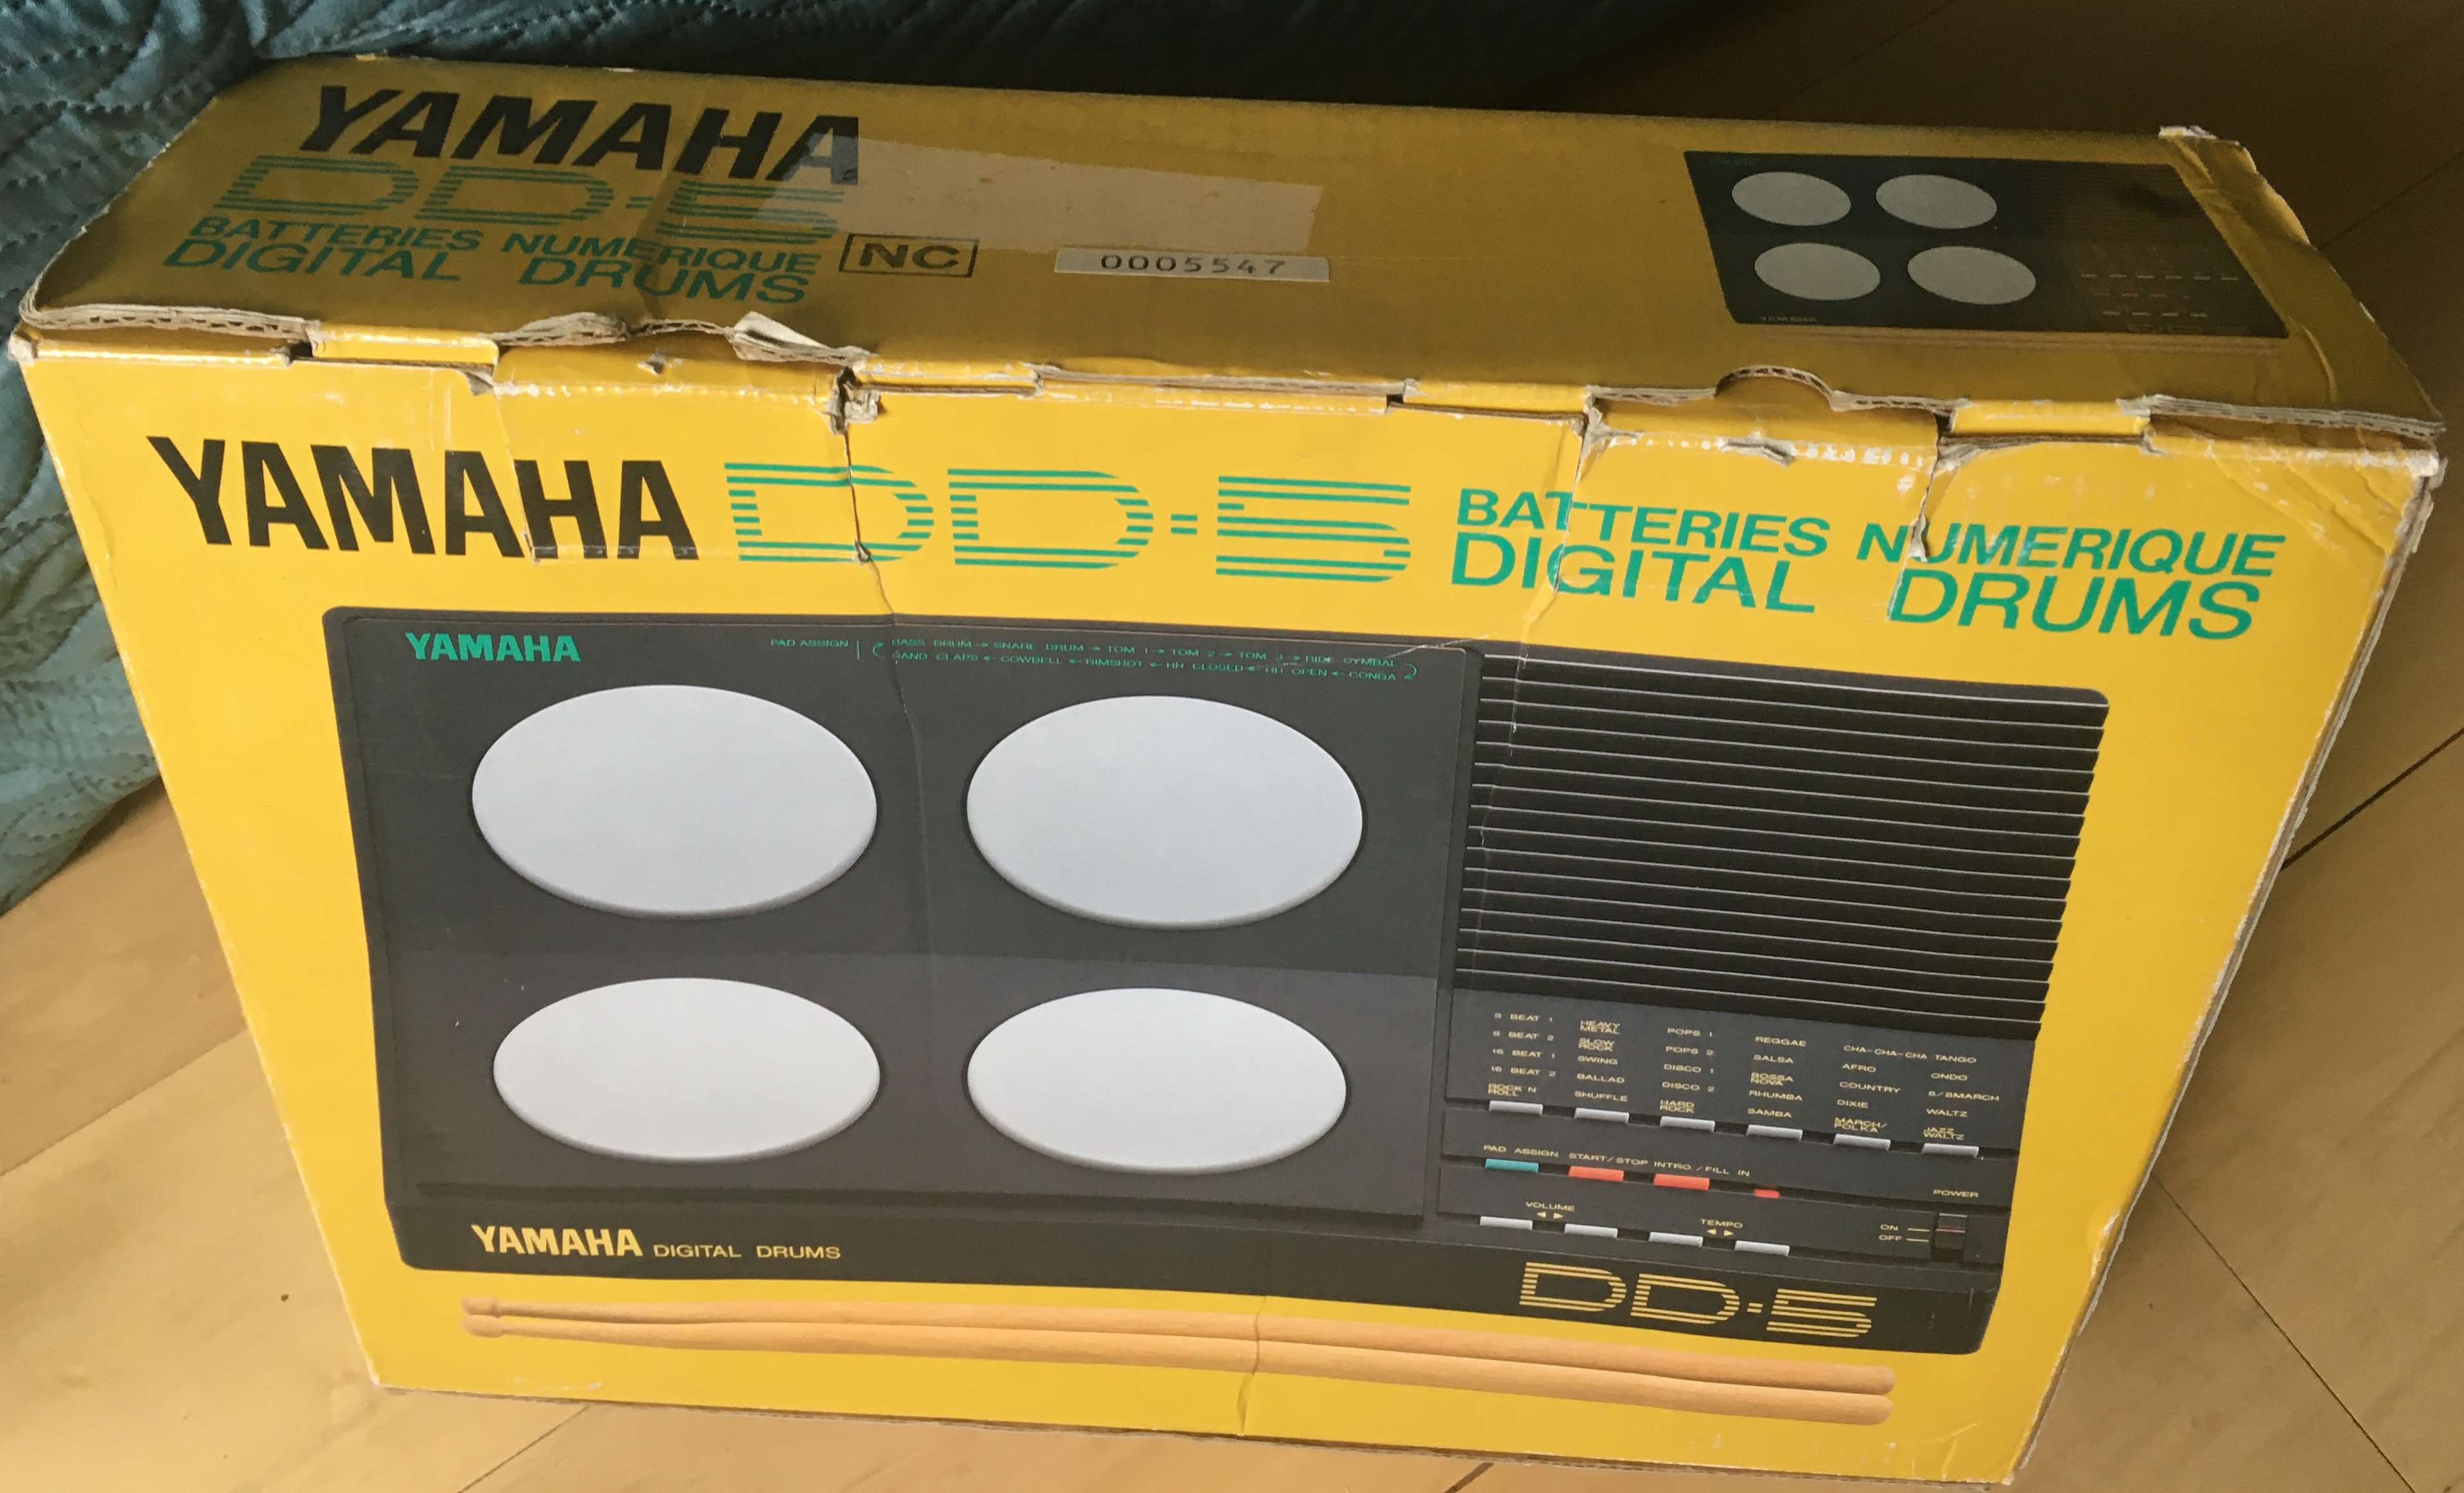 YAMAHA
DD-5
BATTERIES NUMERIQUE
DIGITAL DRUMS
NC
0005547
YAMAHA
YAMAHA DD-5 BATTERIES NUMERIQUE
DIGITAL DRUMS
YAMAHA
PAD ASSIGN
BASS DRUM → SNARE DRUM → TOM 1 → TOM 2 → TOM 3 → RIDE CYMBAL
HAND CLAPS ← COWBELL ← RIMSHOT ← HH CLOSED ← HH OPEN ← CONGA
8 BEAT 1 HEAVY METAL POPS 1 REGGAE CHA-CHA-CHA TANGO
8 BEAT 2 SLOW ROCK POPS 2 SALSA AFRO ONDO
16 BEAT 1 SWING DISCO 1 BOSSA NOVA COUNTRY 6/8MARCH
16 BEAT 2 BALLAD DISCO 2 RHUMBA DIXIE WALTZ
ROCK'N ROLL SHUFFLE HARD ROCK SAMBA MARCH/POLKA JAZZ WALTZ
PAD ASSIGN START/STOP INTRO/FILL IN
POWER
VOLUME
◀ ▶
TEMPO
◀ ▶
ON
OFF
YAMAHA DIGITAL DRUMS
DD-5